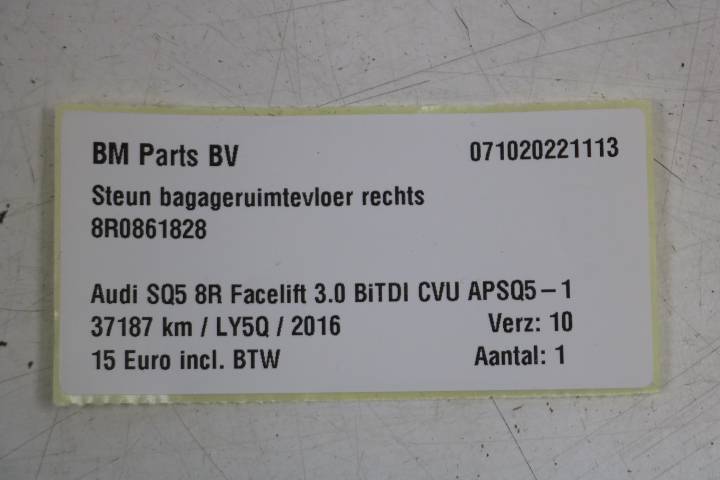 BM Parts BV 071020221113
Steun bagageruimtevloer rechts
8R0861828
Audi SQ5 8R Facelift 3.0 BiTDI CVU APSQ5-1
37187 km / LY5Q / 2016 Verz: 10
15 Euro incl. BTW Aantal: 1